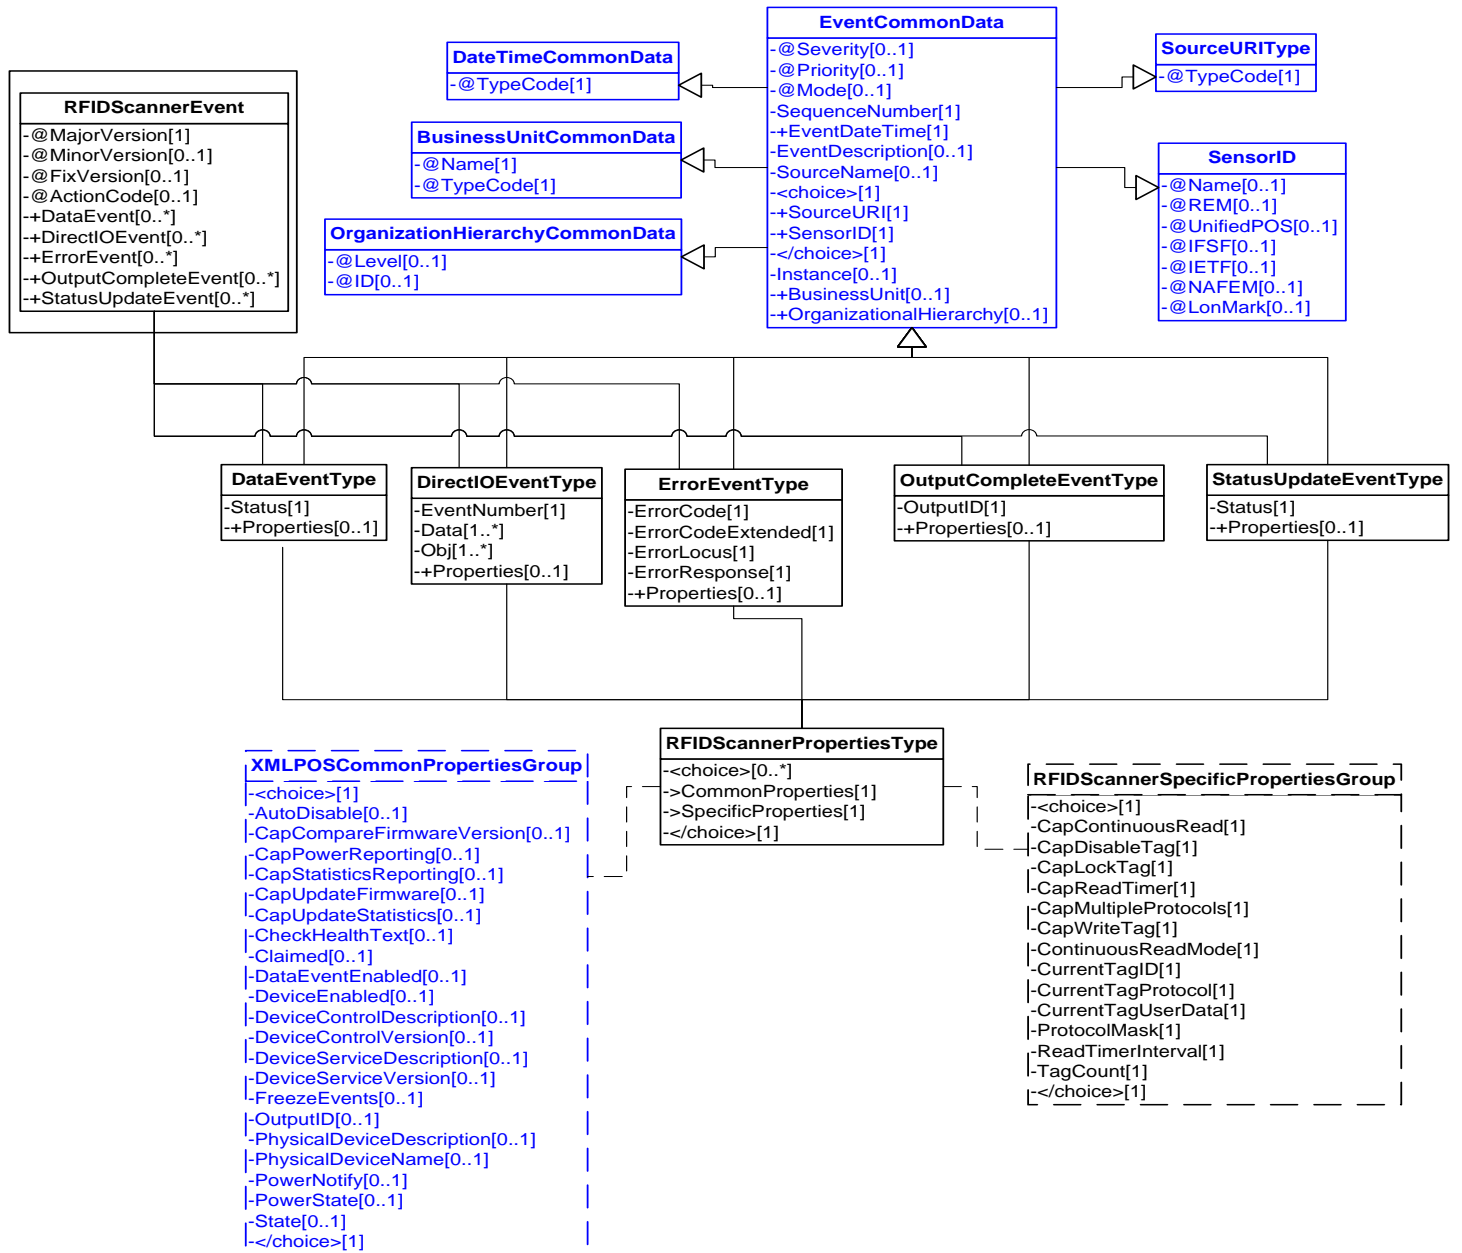 EventCommonData
-@Severity[0..1]
-@Priority[0..1]
-@Mode[0..1]
-SequenceNumber[1]
-+EventDateTime[1]
-EventDescription[0..1]
-SourceName[0..1]
-<choice>[1]
-+SourceURI[1]
-+SensorID[1]
-</choice>[1]
-Instance[0..1]
-+BusinessUnit[0..1]
-+OrganizationalHierarchy[0..1]
DateTimeCommonData
-@TypeCode[1]
SourceURIType
-@TypeCode[1]
RFIDScannerEvent
-@MajorVersion[1]
-@MinorVersion[0..1]
-@FixVersion[0..1]
-@ActionCode[0..1]
-+DataEvent[0..*]
-+DirectIOEvent[0..*]
-+ErrorEvent[0..*]
-+OutputCompleteEvent[0..*]
-+StatusUpdateEvent[0..*]
BusinessUnitCommonData
-@Name[1]
-@TypeCode[1]
SensorID
-@Name[0..1]
-@REM[0..1]
-@UnifiedPOS[0..1]
-@IFSF[0..1]
-@IETF[0..1]
-@NAFEM[0..1]
-@LonMark[0..1]
OrganizationHierarchyCommonData
-@Level[0..1]
-@ID[0..1]
DataEventType
-Status[1]
-+Properties[0..1]
DirectIOEventType
-EventNumber[1]
-Data[1..*]
-Obj[1..*]
-+Properties[0..1]
ErrorEventType
-ErrorCode[1]
-ErrorCodeExtended[1]
-ErrorLocus[1]
-ErrorResponse[1]
-+Properties[0..1]
OutputCompleteEventType
-OutputID[1]
-+Properties[0..1]
StatusUpdateEventType
-Status[1]
-+Properties[0..1]
RFIDScannerPropertiesType
-<choice>[0..*]
->CommonProperties[1]
->SpecificProperties[1]
-</choice>[1]
XMLPOSCommonPropertiesGroup
-<choice>[1]
-AutoDisable[0..1]
-CapCompareFirmwareVersion[0..1]
-CapPowerReporting[0..1]
-CapStatisticsReporting[0..1]
-CapUpdateFirmware[0..1]
-CapUpdateStatistics[0..1]
-CheckHealthText[0..1]
-Claimed[0..1]
-DataEventEnabled[0..1]
-DeviceEnabled[0..1]
-DeviceControlDescription[0..1]
-DeviceControlVersion[0..1]
-DeviceServiceDescription[0..1]
-DeviceServiceVersion[0..1]
-FreezeEvents[0..1]
-OutputID[0..1]
-PhysicalDeviceDescription[0..1]
-PhysicalDeviceName[0..1]
-PowerNotify[0..1]
-PowerState[0..1]
-State[0..1]
-</choice>[1]
RFIDScannerSpecificPropertiesGroup
-<choice>[1]
-CapContinuousRead[1]
-CapDisableTag[1]
-CapLockTag[1]
-CapReadTimer[1]
-CapMultipleProtocols[1]
-CapWriteTag[1]
-ContinuousReadMode[1]
-CurrentTagID[1]
-CurrentTagProtocol[1]
-CurrentTagUserData[1]
-ProtocolMask[1]
-ReadTimerInterval[1]
-TagCount[1]
-</choice>[1]